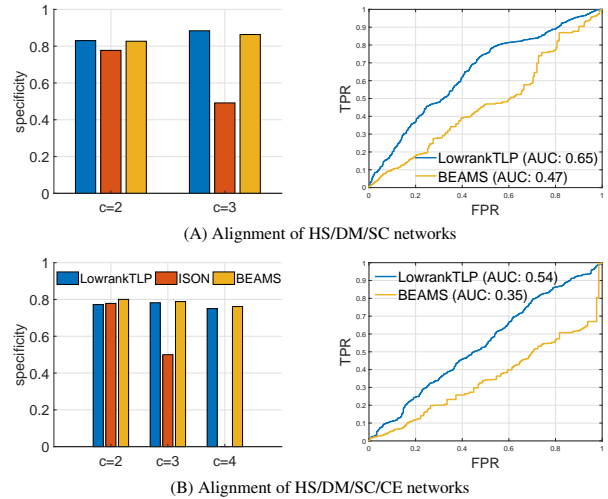 1
0.8
0.6
0.4
0.2
0
specificity
c=2 c=3
1
0.9
0.8
0.7
0.6
0.5
0.4
0.3
0.2
0.1
0
TPR
LowrankTLP (AUC: 0.65)
BEAMS (AUC: 0.47)
0 0.2 0.4 0.6 0.8 1
FPR
(A) Alignment of HS/DM/SC networks
LowrankTLP ISON BEAMS
1
0.8
0.6
0.4
0.2
0
specificity
c=2 c=3 c=4
LowrankTLP (AUC: 0.54)
BEAMS (AUC: 0.35)
1
0.9
0.8
0.7
0.6
0.5
0.4
0.3
0.2
0.1
0
TPR
0 0.2 0.4 0.6 0.8 1
FPR
(B) Alignment of HS/DM/SC/CE networks